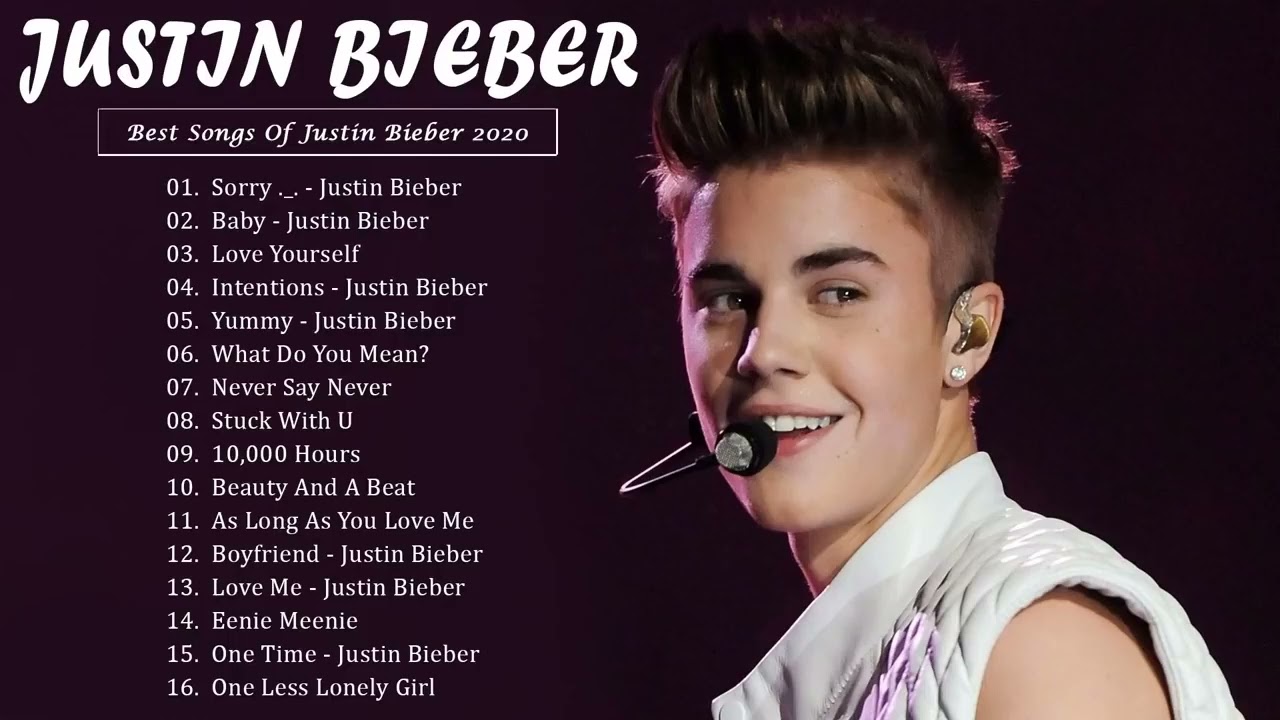 JUSTIN BIEBER
Best Songs Of Justin Bieber 2020
01. Sorry ._. - Justin Bieber
02. Baby - Justin Bieber
03. Love Yourself
04. Intentions - Justin Bieber
05. Yummy - Justin Bieber
06. What Do You Mean?
07. Never Say Never
08. Stuck With U
09. 10,000 Hours
10. Beauty And A Beat
11. As Long As You Love Me
12. Boyfriend - Justin Bieber
13. Love Me - Justin Bieber
14. Eenie Meenie
15. One Time - Justin Bieber
16. One Less Lonely Girl